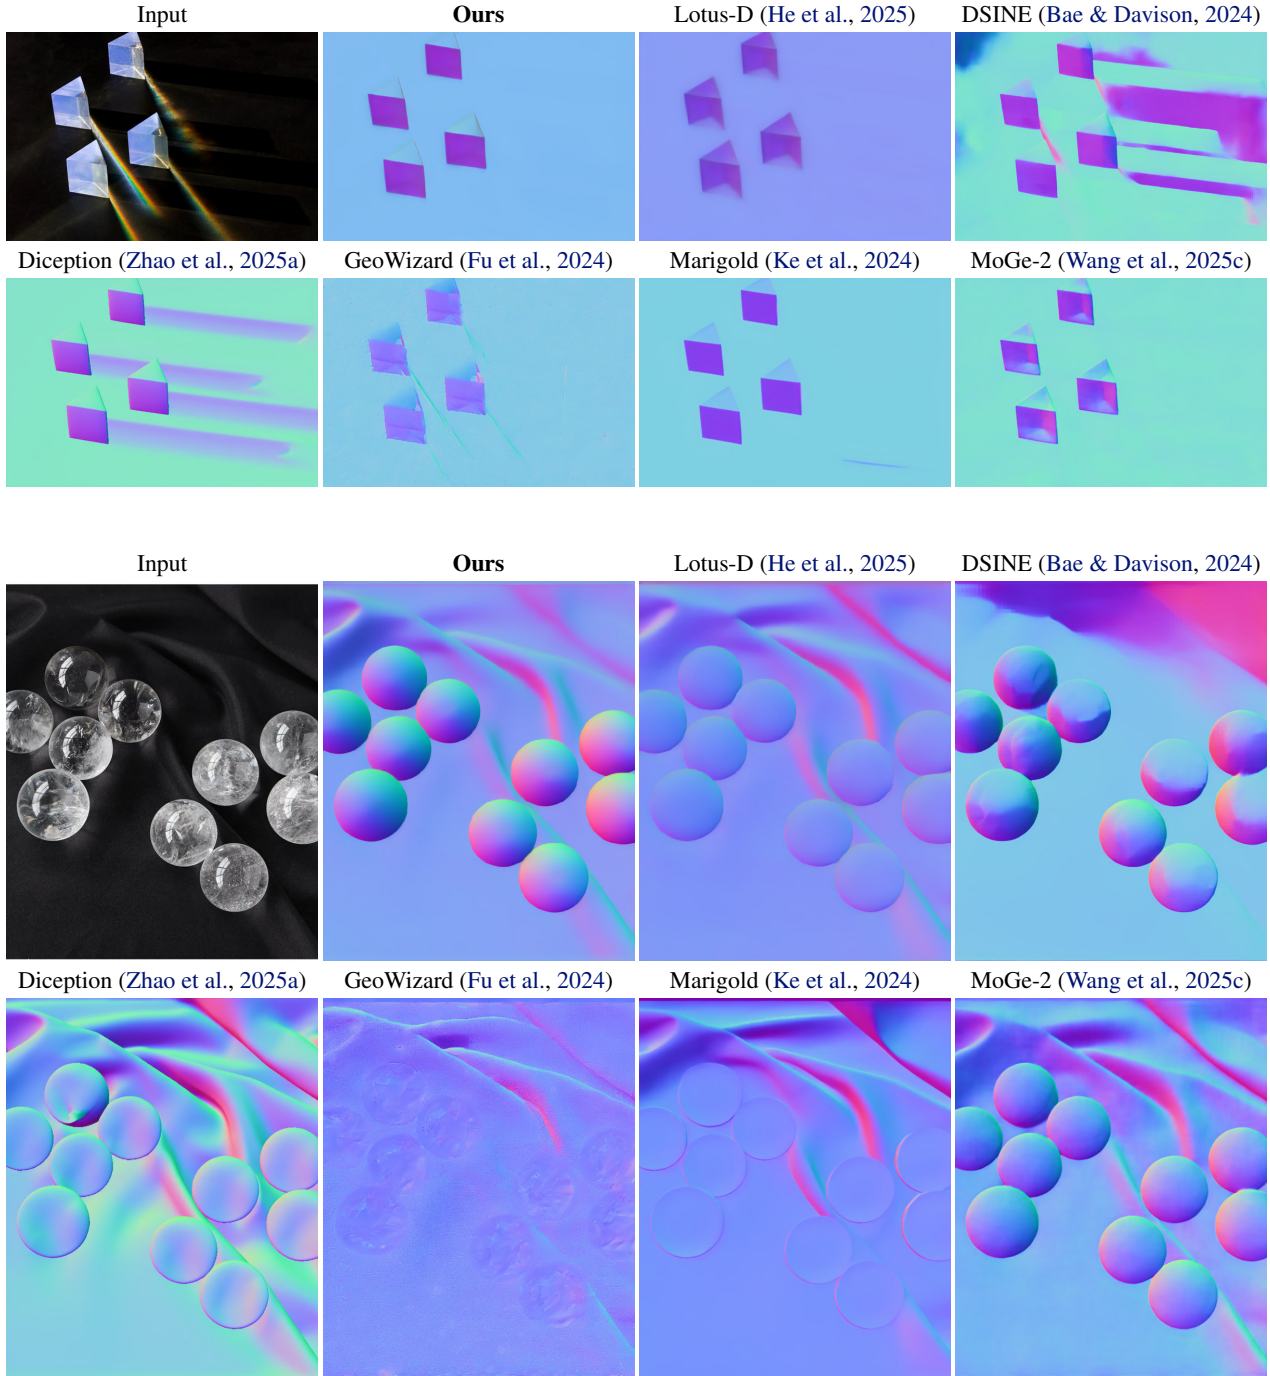 Input Ours Lotus-D (He et al., 2025) DSINE (Bae & Davison, 2024)
Diception (Zhao et al., 2025a) GeoWizard (Fu et al., 2024) Marigold (Ke et al., 2024) MoGe-2 (Wang et al., 2025c)
Input Ours Lotus-D (He et al., 2025) DSINE (Bae & Davison, 2024)
Diception (Zhao et al., 2025a) GeoWizard (Fu et al., 2024) Marigold (Ke et al., 2024) MoGe-2 (Wang et al., 2025c)